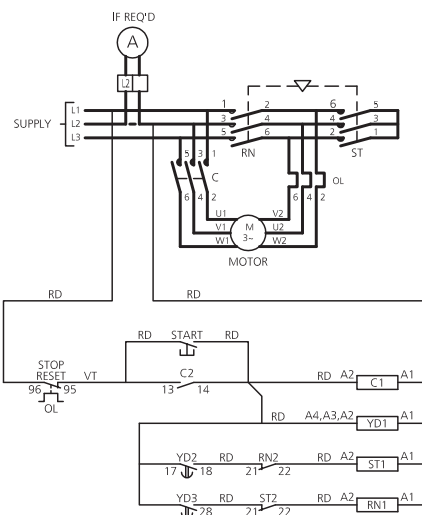 IF REQ'D
A
L2
L1
SUPPLY L2
L3
1 2 6 5
3 4 4 3
5 6 2 1
RN ST
5 3 1
C OL
6 4 2 6 4 2
U1 V2
V1 M U2
3~
W1 W2
MOTOR
RD RD
RD START RD
STOP
RESET VT C2 RD A2 C1 A1
96 95 13 14
OL
RD A4,A3,A2 YD1 A1
YD2 RD RN2 RD A2 ST1 A1
17 18 21 22
YD3 RD ST2 RD A2 RN1 A1
28 21 22